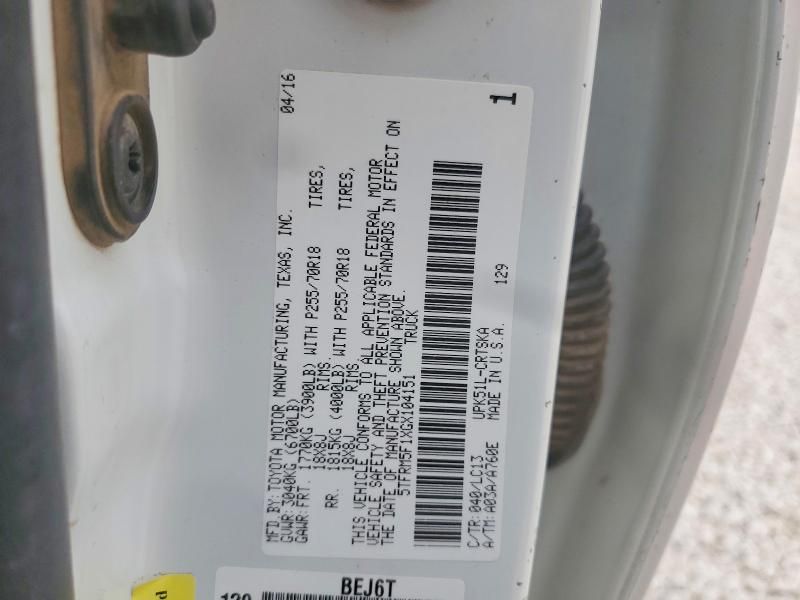 04/16
MFD.BY: TOYOTA MOTOR MANUFACTURING, TEXAS, INC.
GVWR: 3040KG (6700LB)
GAWR: FRT. 1770KG (3900LB) WITH P255/70R18 TIRES,
18X8J RIMS,
RR. 1815KG (4000LB) WITH P255/70R18 TIRES,
18X8J RIMS
THIS VEHICLE CONFORMS TO ALL APPLICABLE FEDERAL MOTOR
VEHICLE SAFETY AND THEFT PREVENTION STANDARDS IN EFFECT ON
THE DATE OF MANUFACTURE SHOWN ABOVE.
5TFRM5F1XGX104151 TRUCK
C/TR: 040/LC13 UPK51L-CRTSKA 129
A/TM: A03A/A760E MADE IN U.S.A.
1
BEJ6T